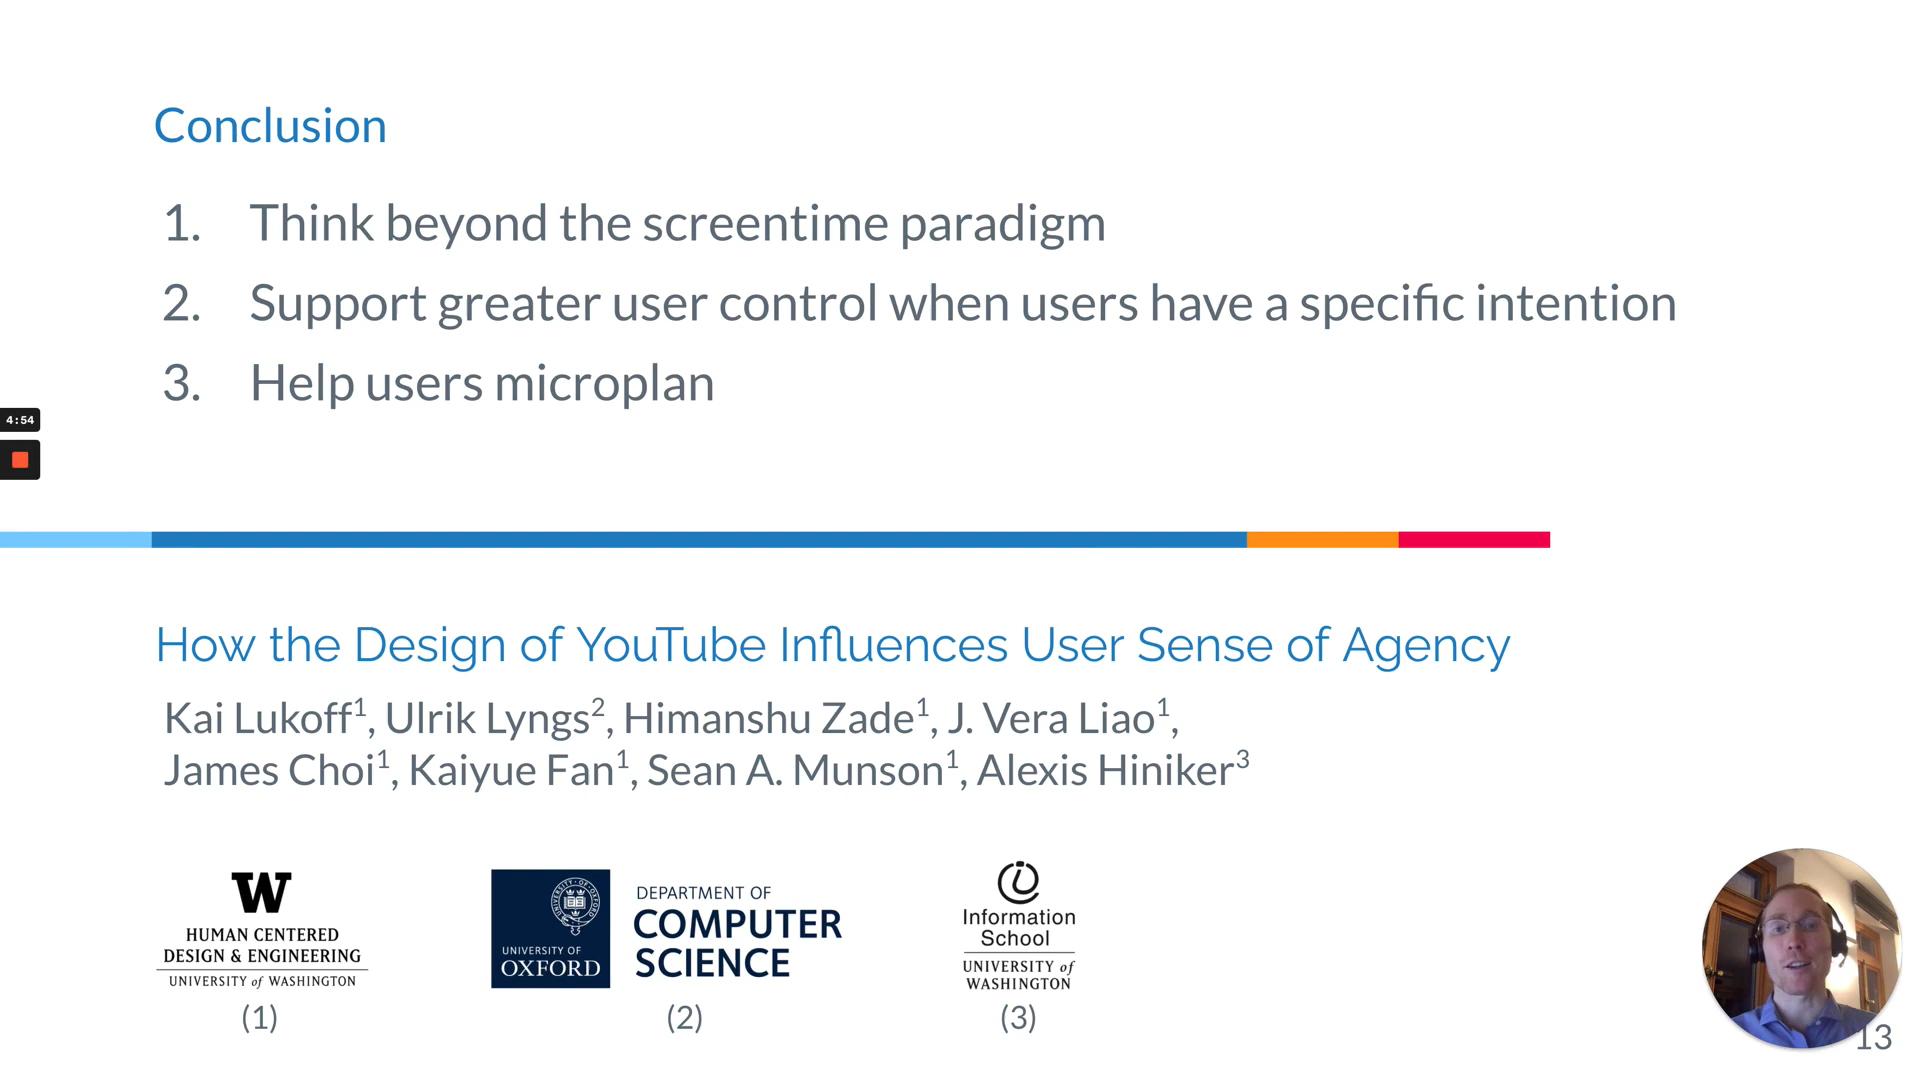 Conclusion
1. Think beyond the screentime paradigm
2. Support greater user control when users have a specific intention
3. Help users microplan
4:54
How the Design of YouTube Influences User Sense of Agency
Kai Lukoff1, Ulrik Lyngs2, Himanshu Zade1, J. Vera Liao1,
James Choi1, Kaiyue Fan1, Sean A. Munson1, Alexis Hiniker3
W
HUMAN CENTERED
DESIGN & ENGINEERING
UNIVERSITY of WASHINGTON
(1)
UNIVERSITY OF
OXFORD
DEPARTMENT OF
COMPUTER
SCIENCE
(2)
Information
School
UNIVERSITY of
WASHINGTON
(3)
13